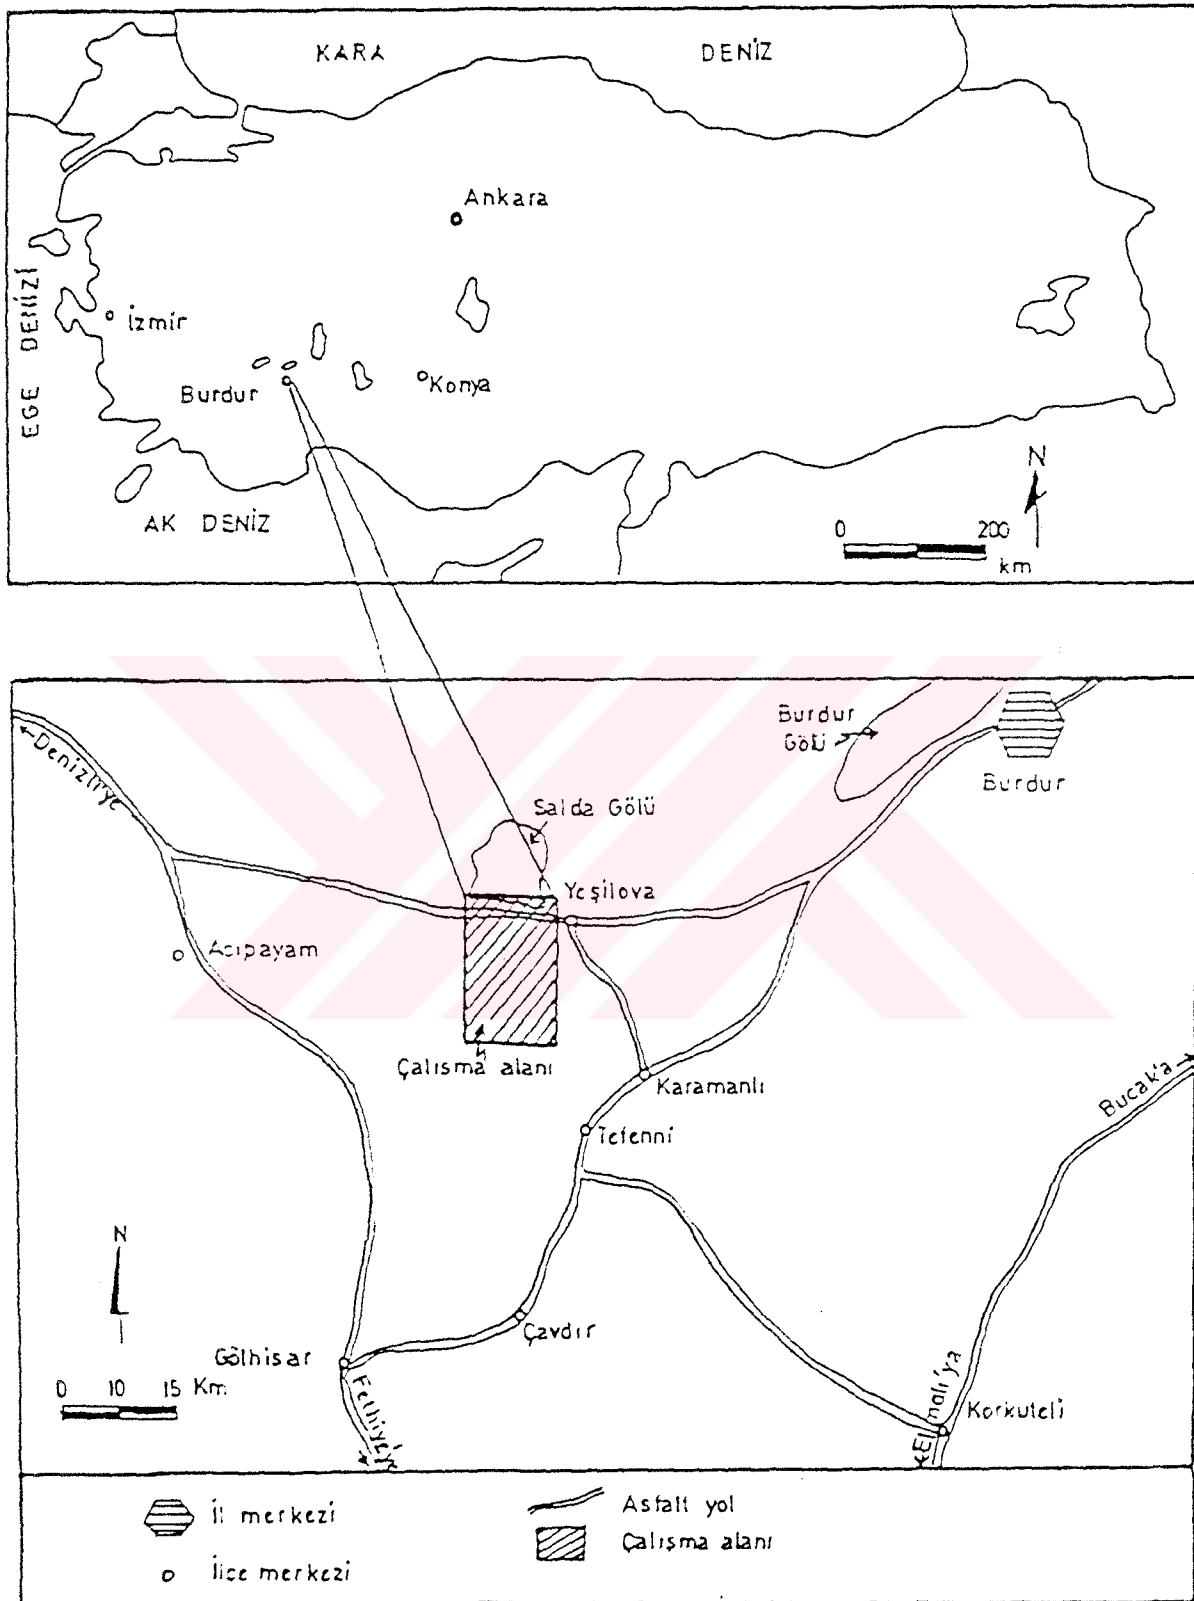 KARA DENİZ
Ankara
EGE DENİZİ
İzmir
Burdur
Konya
AK DENİZ
N
0 200
km
Burdur
Gölü
Burdur
Denizli'ye
Salda Gölü
Yeşilova
Acıpayam
Çalışma alanı
Karamanlı
Tefenni
Bucak'a
N
Çavdır
Gölhisar
0 10 15 Km
Fethiye'ye
Elmalı'ya
Korkuteli
İl merkezi
Asfalt yol
Çalışma alanı
İlçe merkezi